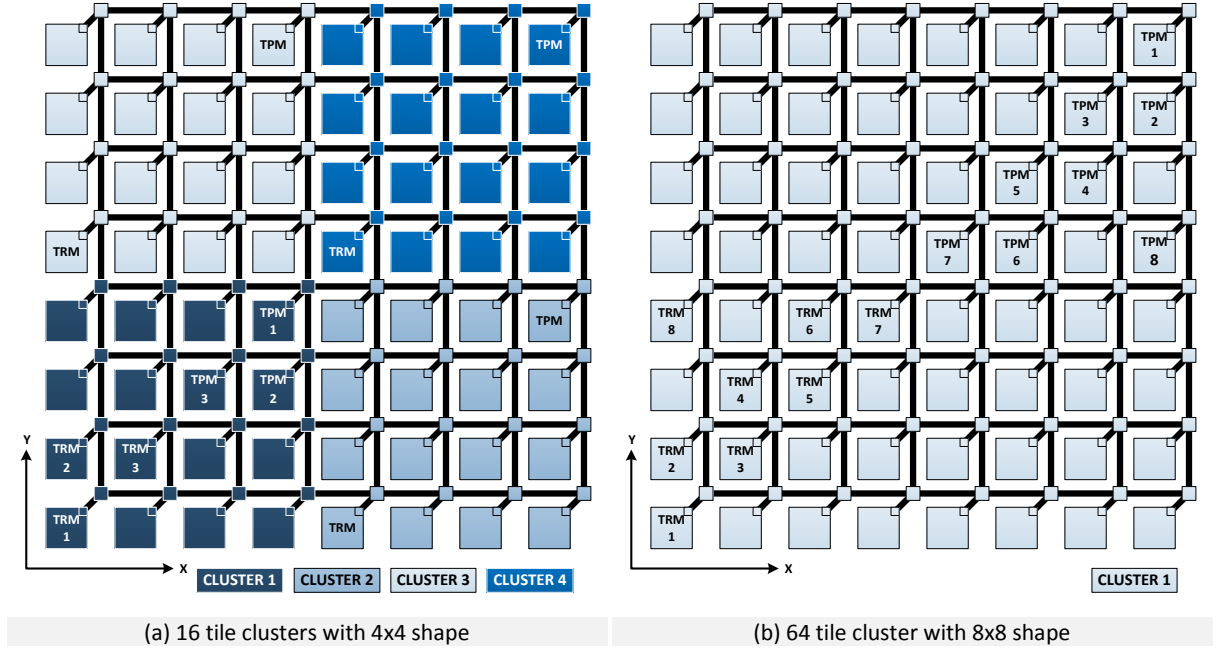 TPM
TPM
TRM
TRM
TPM
1
TPM
TPM
3
TPM
2
TRM
2
TRM
3
TRM
1
TRM
Y
X
CLUSTER 1
CLUSTER 2
CLUSTER 3
CLUSTER 4
(a) 16 tile clusters with 4x4 shape
TPM
1
TPM
3
TPM
2
TPM
5
TPM
4
TPM
7
TPM
6
TPM
8
TRM
8
TRM
6
TRM
7
TRM
4
TRM
5
TRM
2
TRM
3
TRM
1
Y
X
CLUSTER 1
(b) 64 tile cluster with 8x8 shape